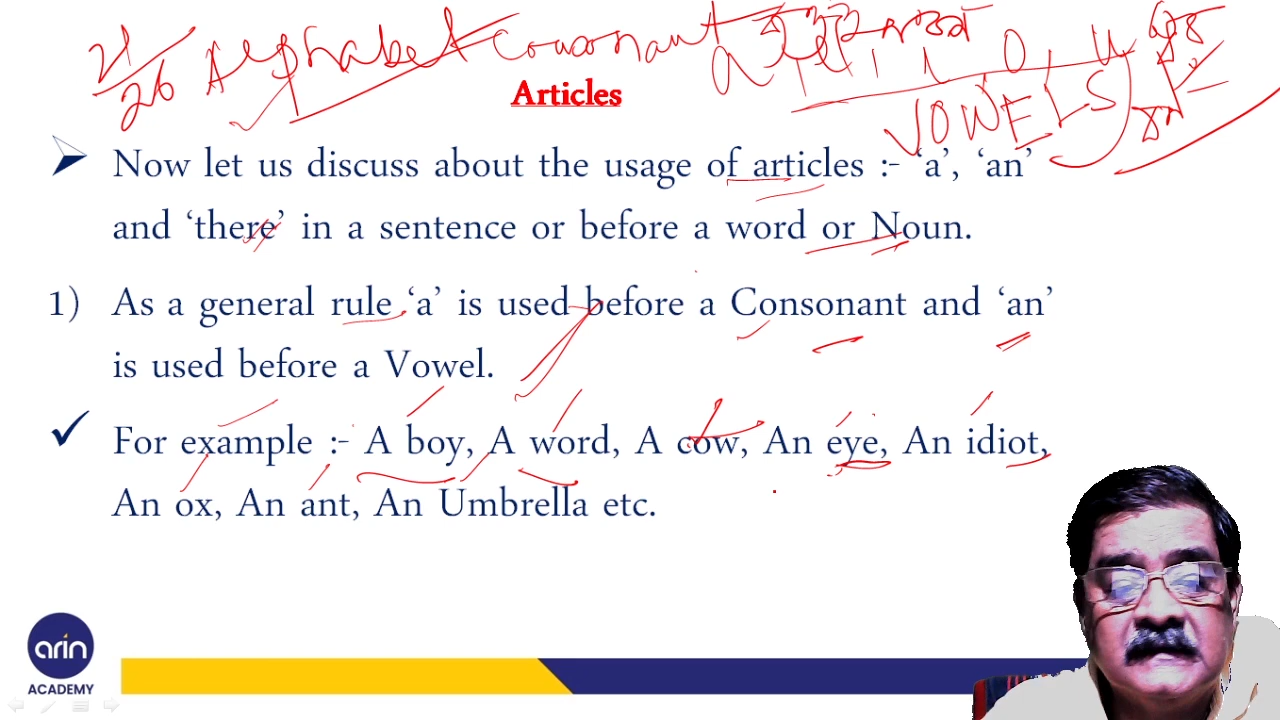 21/26 Alphabet Consonant
a e i o, u
VOWELS
Articles
Now let us discuss about the usage of articles :- ‘a’, ‘an’
and ‘there’ in a sentence or before a word or Noun.
1) As a general rule ‘a’ is used before a Consonant and ‘an’
is used before a Vowel.
For example :- A boy, A word, A cow, An eye, An idiot,
An ox, An ant, An Umbrella etc.
arin
ACADEMY